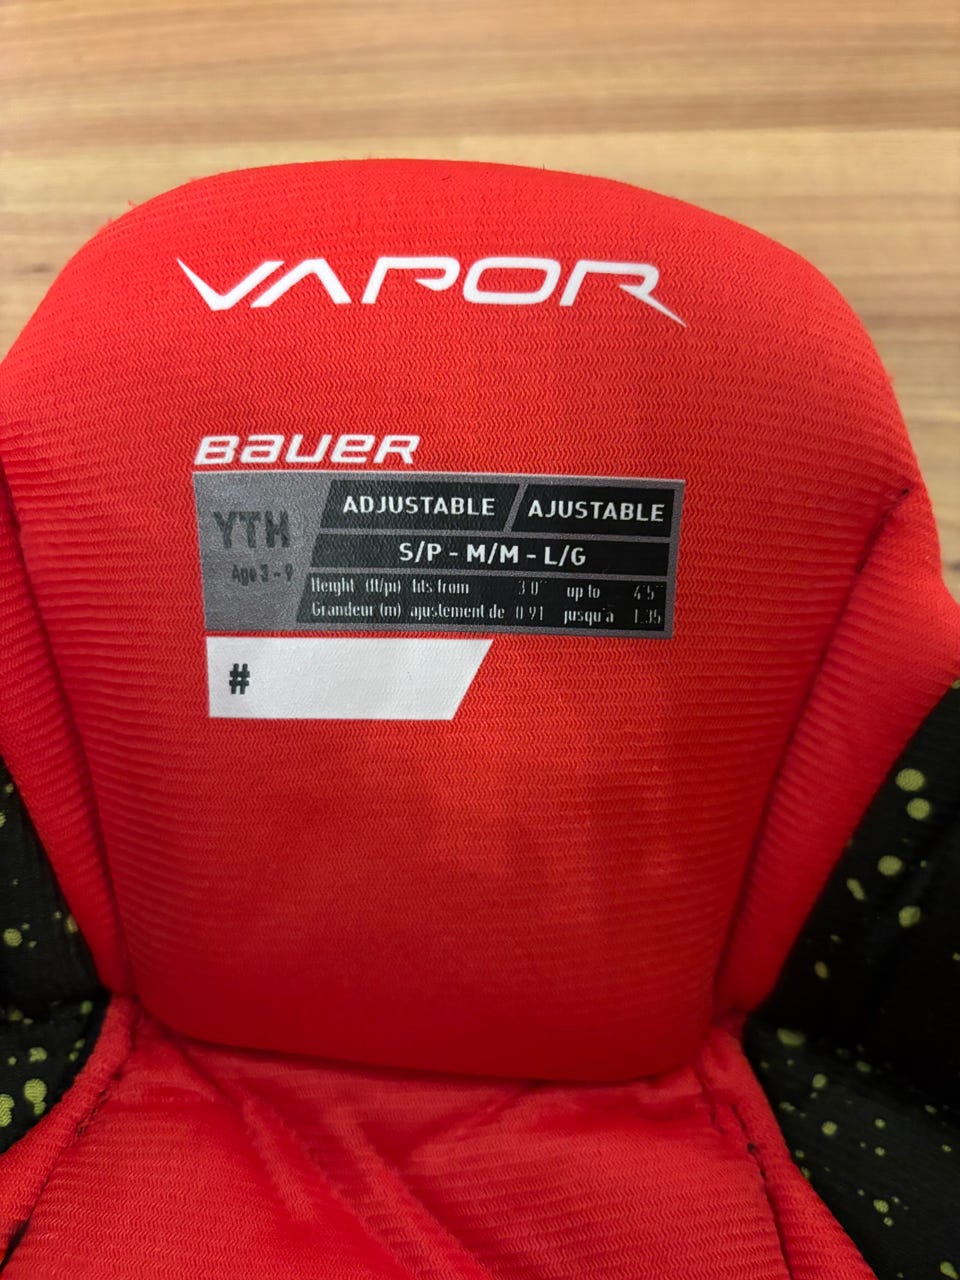 VAPOR
BAUER
YTH
Age 3 - 9
ADJUSTABLE AJUSTABLE
S/P - M/M - L/G
Height (ft/pi) fits from 3'0" up to 4'5"
Grandeur (m) ajustement de 0.91 jusqu'à 1.35
#